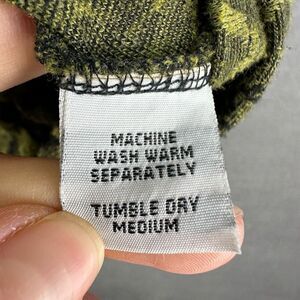 MACHINE
WASH WARM
SEPARATELY
TUMBLE DRY
MEDIUM